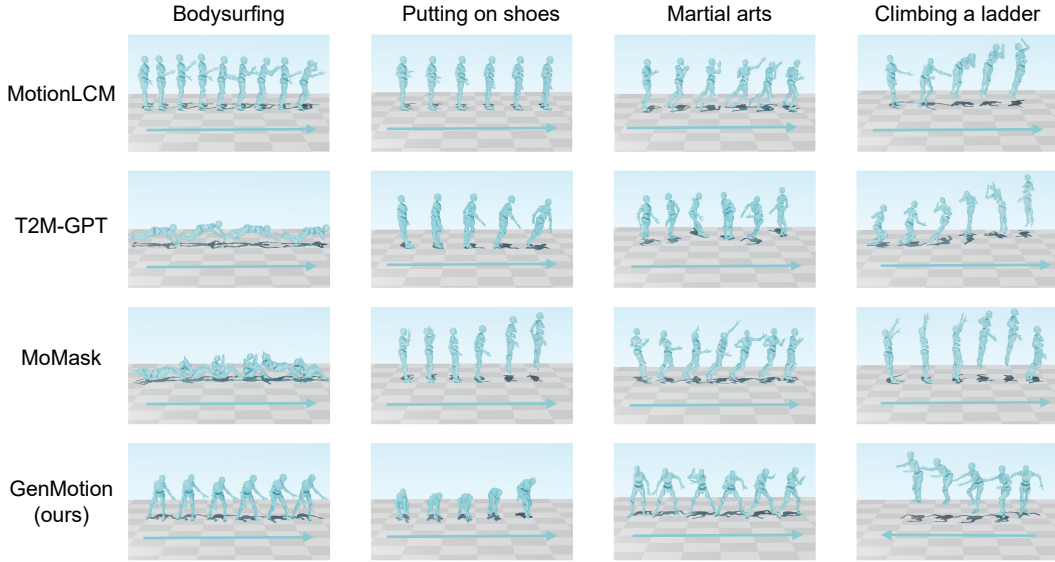 Bodysurfing
Putting on shoes
Martial arts
Climbing a ladder
MotionLCM
T2M-GPT
MoMask
GenMotion
(ours)